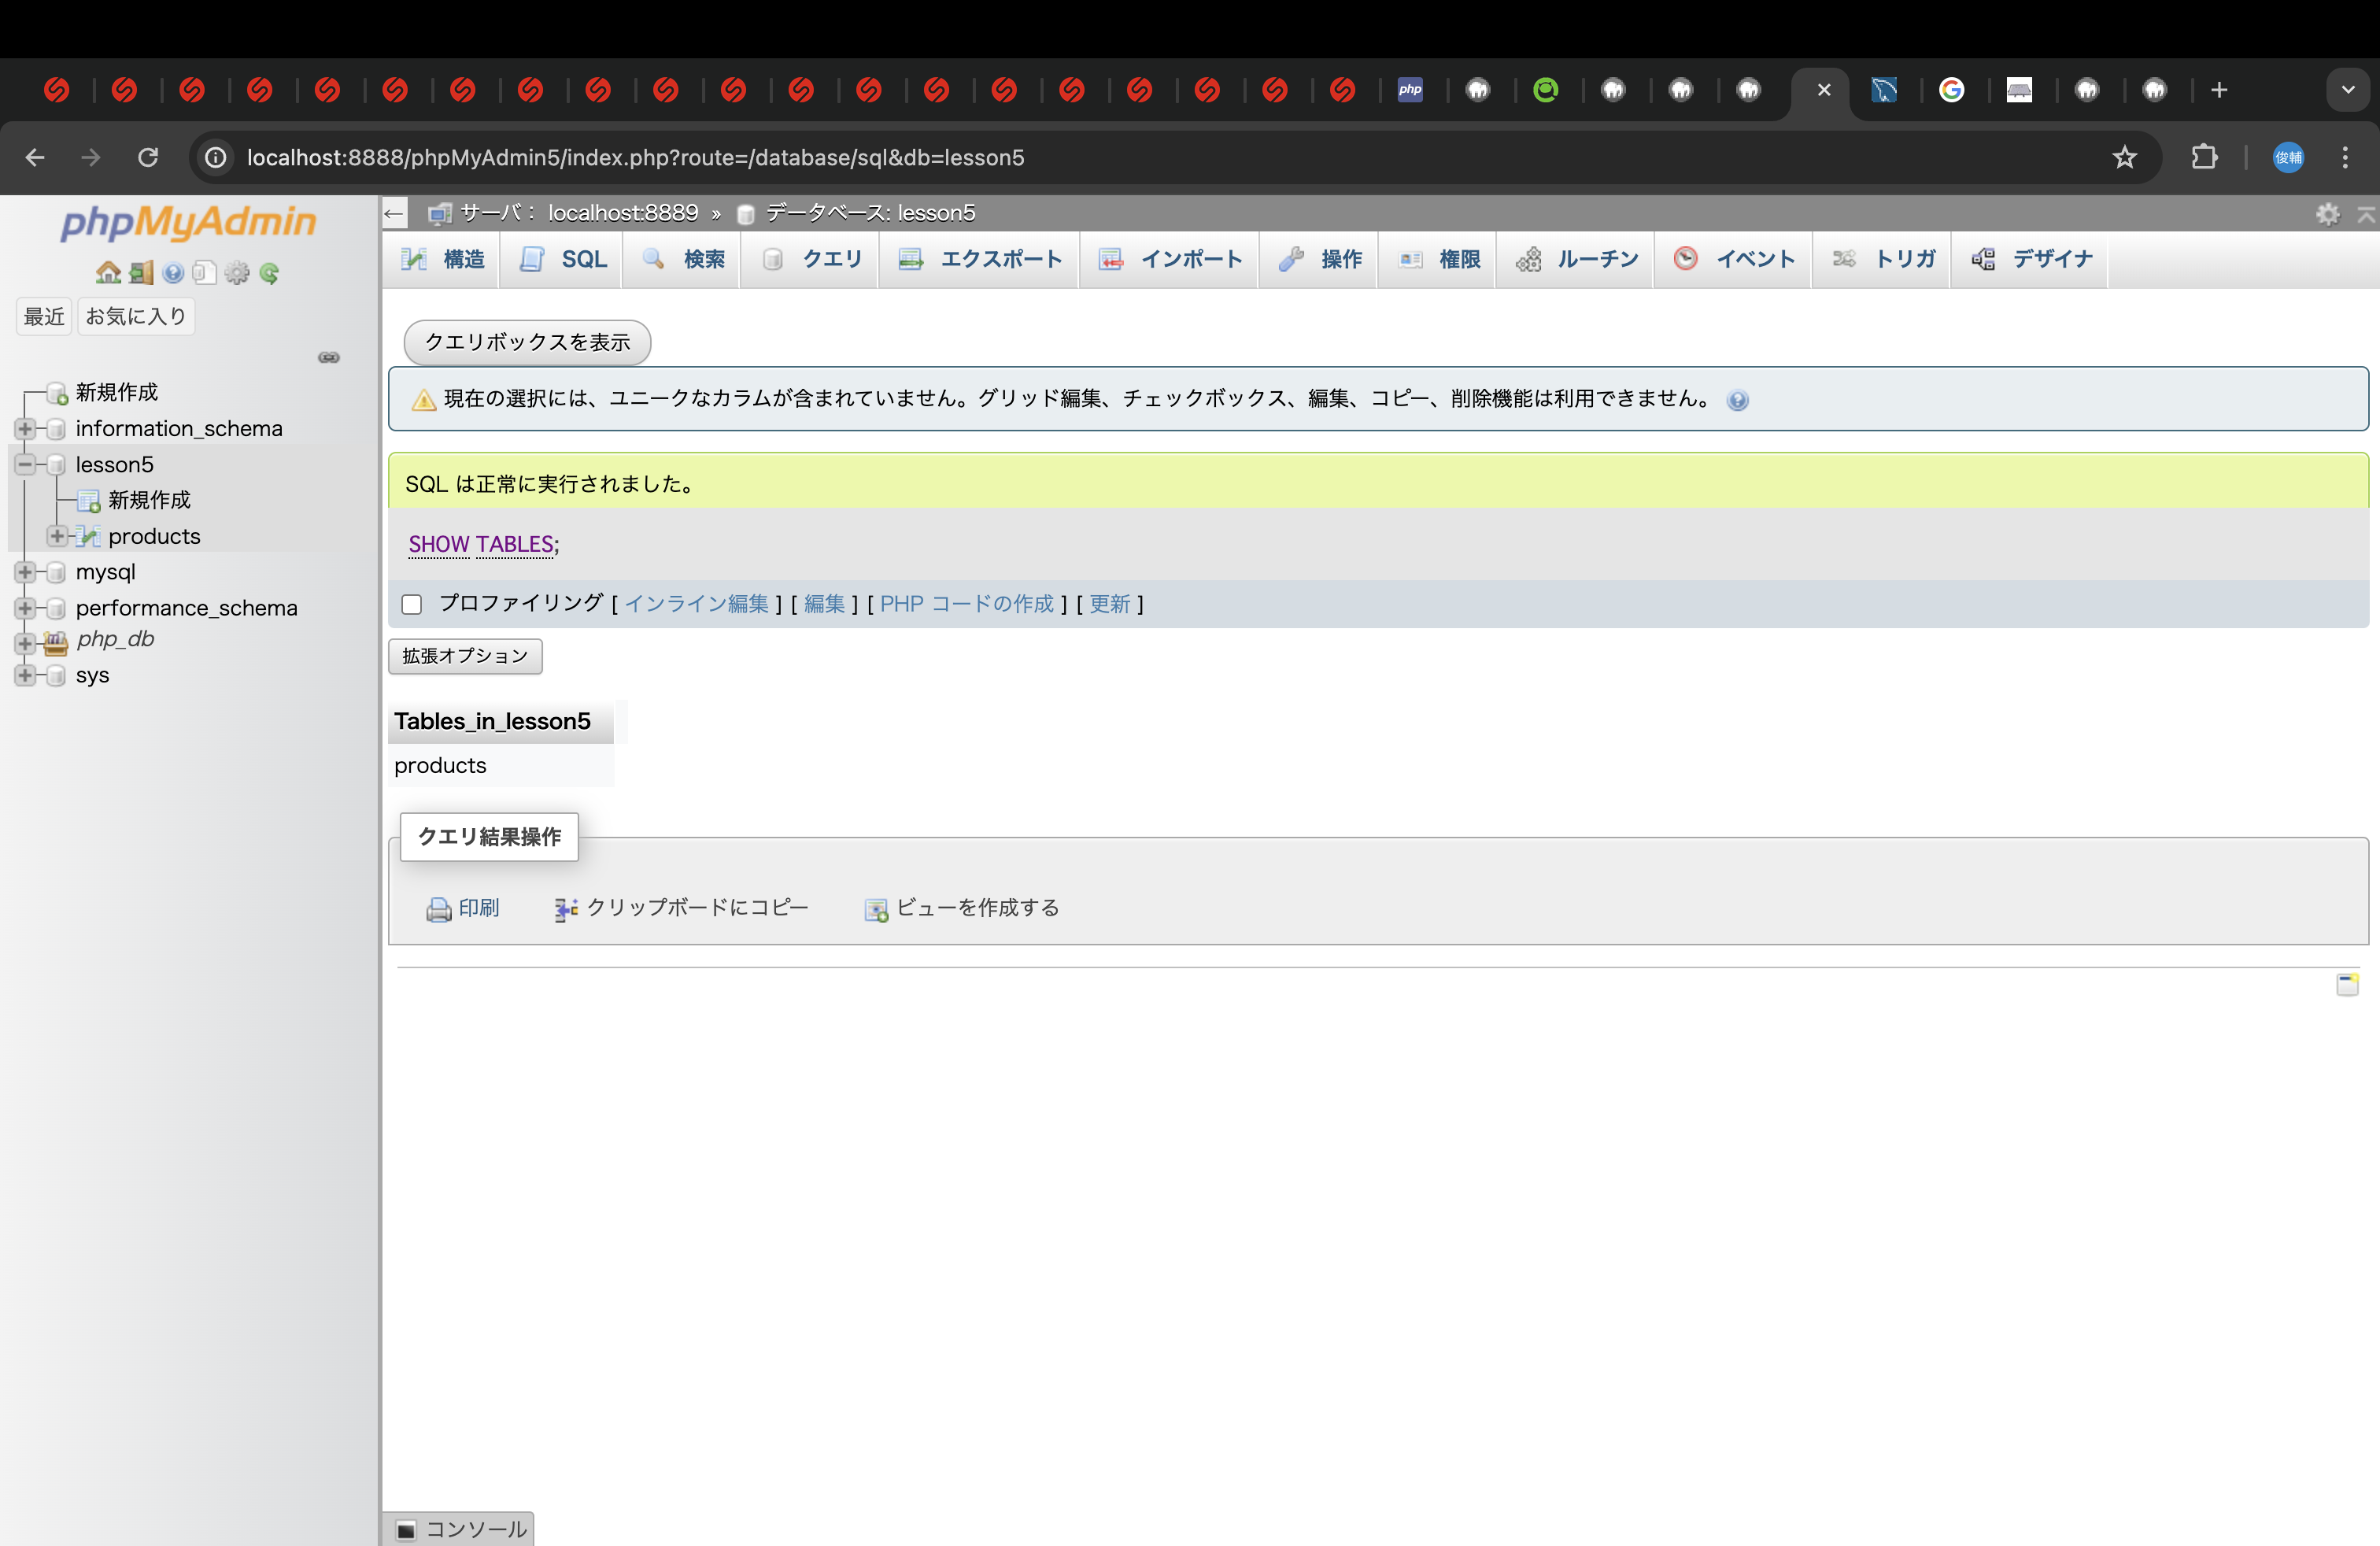 php
localhost:8888/phpMyAdmin5/index.php?route=/database/sql&db=lesson5
俊輔
phpMyAdmin
最近 お気に入り
新規作成
information_schema
lesson5
新規作成
products
mysql
performance_schema
php_db
sys
サーバ： localhost:8889 » データベース: lesson5
構造 SQL 検索 クエリ エクスポート インポート 操作 権限 ルーチン イベント トリガ デザイナ
クエリボックスを表示
現在の選択には、ユニークなカラムが含まれていません。グリッド編集、チェックボックス、編集、コピー、削除機能は利用できません。
SQL は正常に実行されました。
SHOW TABLES;
プロファイリング [ インライン編集 ] [ 編集 ] [ PHP コードの作成 ] [ 更新 ]
拡張オプション
Tables_in_lesson5
products
クエリ結果操作
印刷 クリップボードにコピー ビューを作成する
コンソール